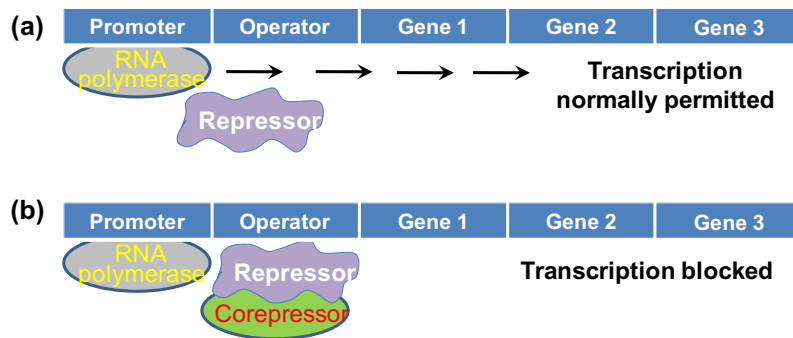 (a) Promoter Operator Gene 1 Gene 2 Gene 3
RNA
polymerase
Transcription
normally permitted
Repressor
(b) Promoter Operator Gene 1 Gene 2 Gene 3
RNA
polymerase
Repressor
Transcription blocked
Corepressor